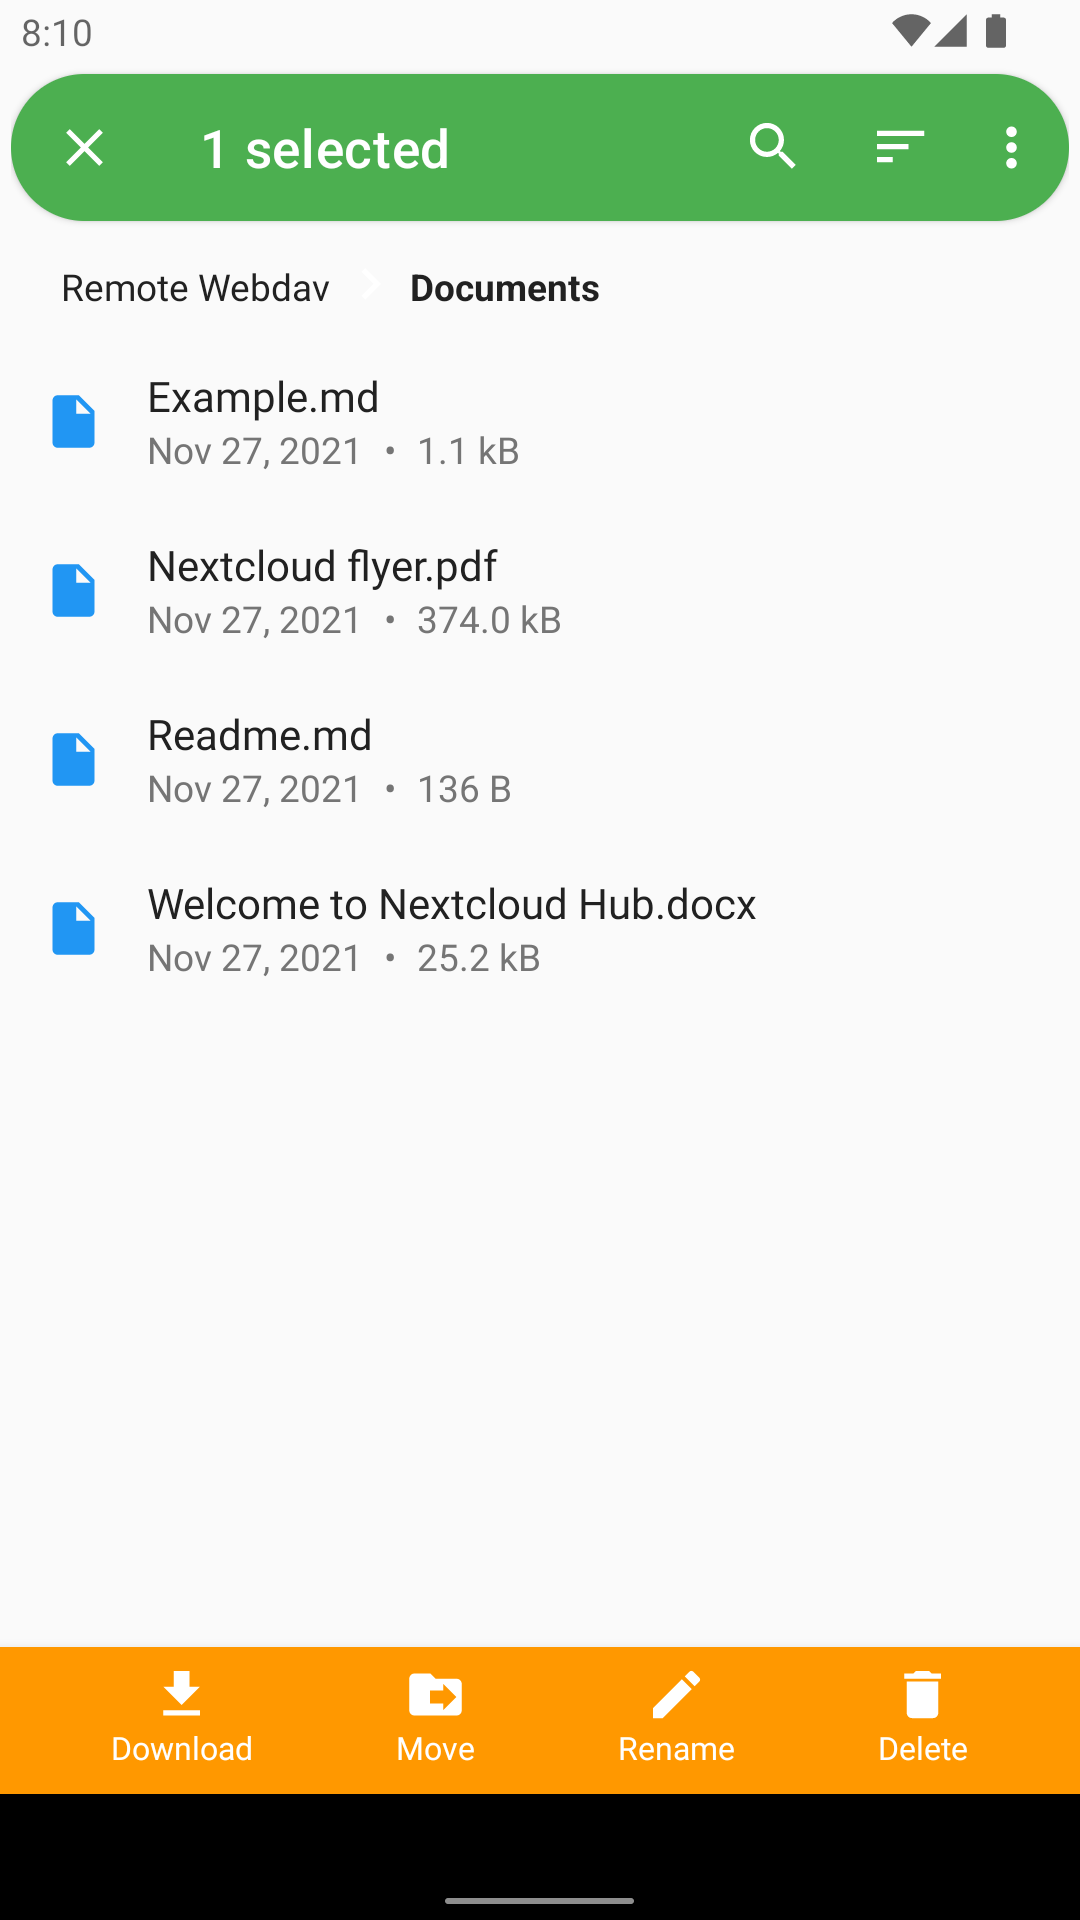 8:10
1 selected
Remote Webdav Documents
Example.md
Nov 27, 2021 • 1.1 kB
Nextcloud flyer.pdf
Nov 27, 2021 • 374.0 kB
Readme.md
Nov 27, 2021 • 136 B
Welcome to Nextcloud Hub.docx
Nov 27, 2021 • 25.2 kB
Download Move Rename Delete